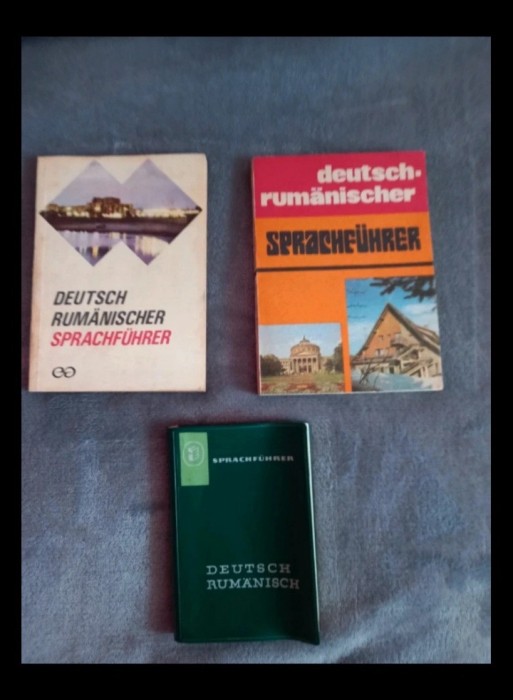 DEUTSCH
RUMÄNISCHER
SPRACHFÜHRER
deutsch-
rumänischer
SPRACHFÜHRER
SPRACHFÜHRER
DEUTSCH
RUMÄNISCH